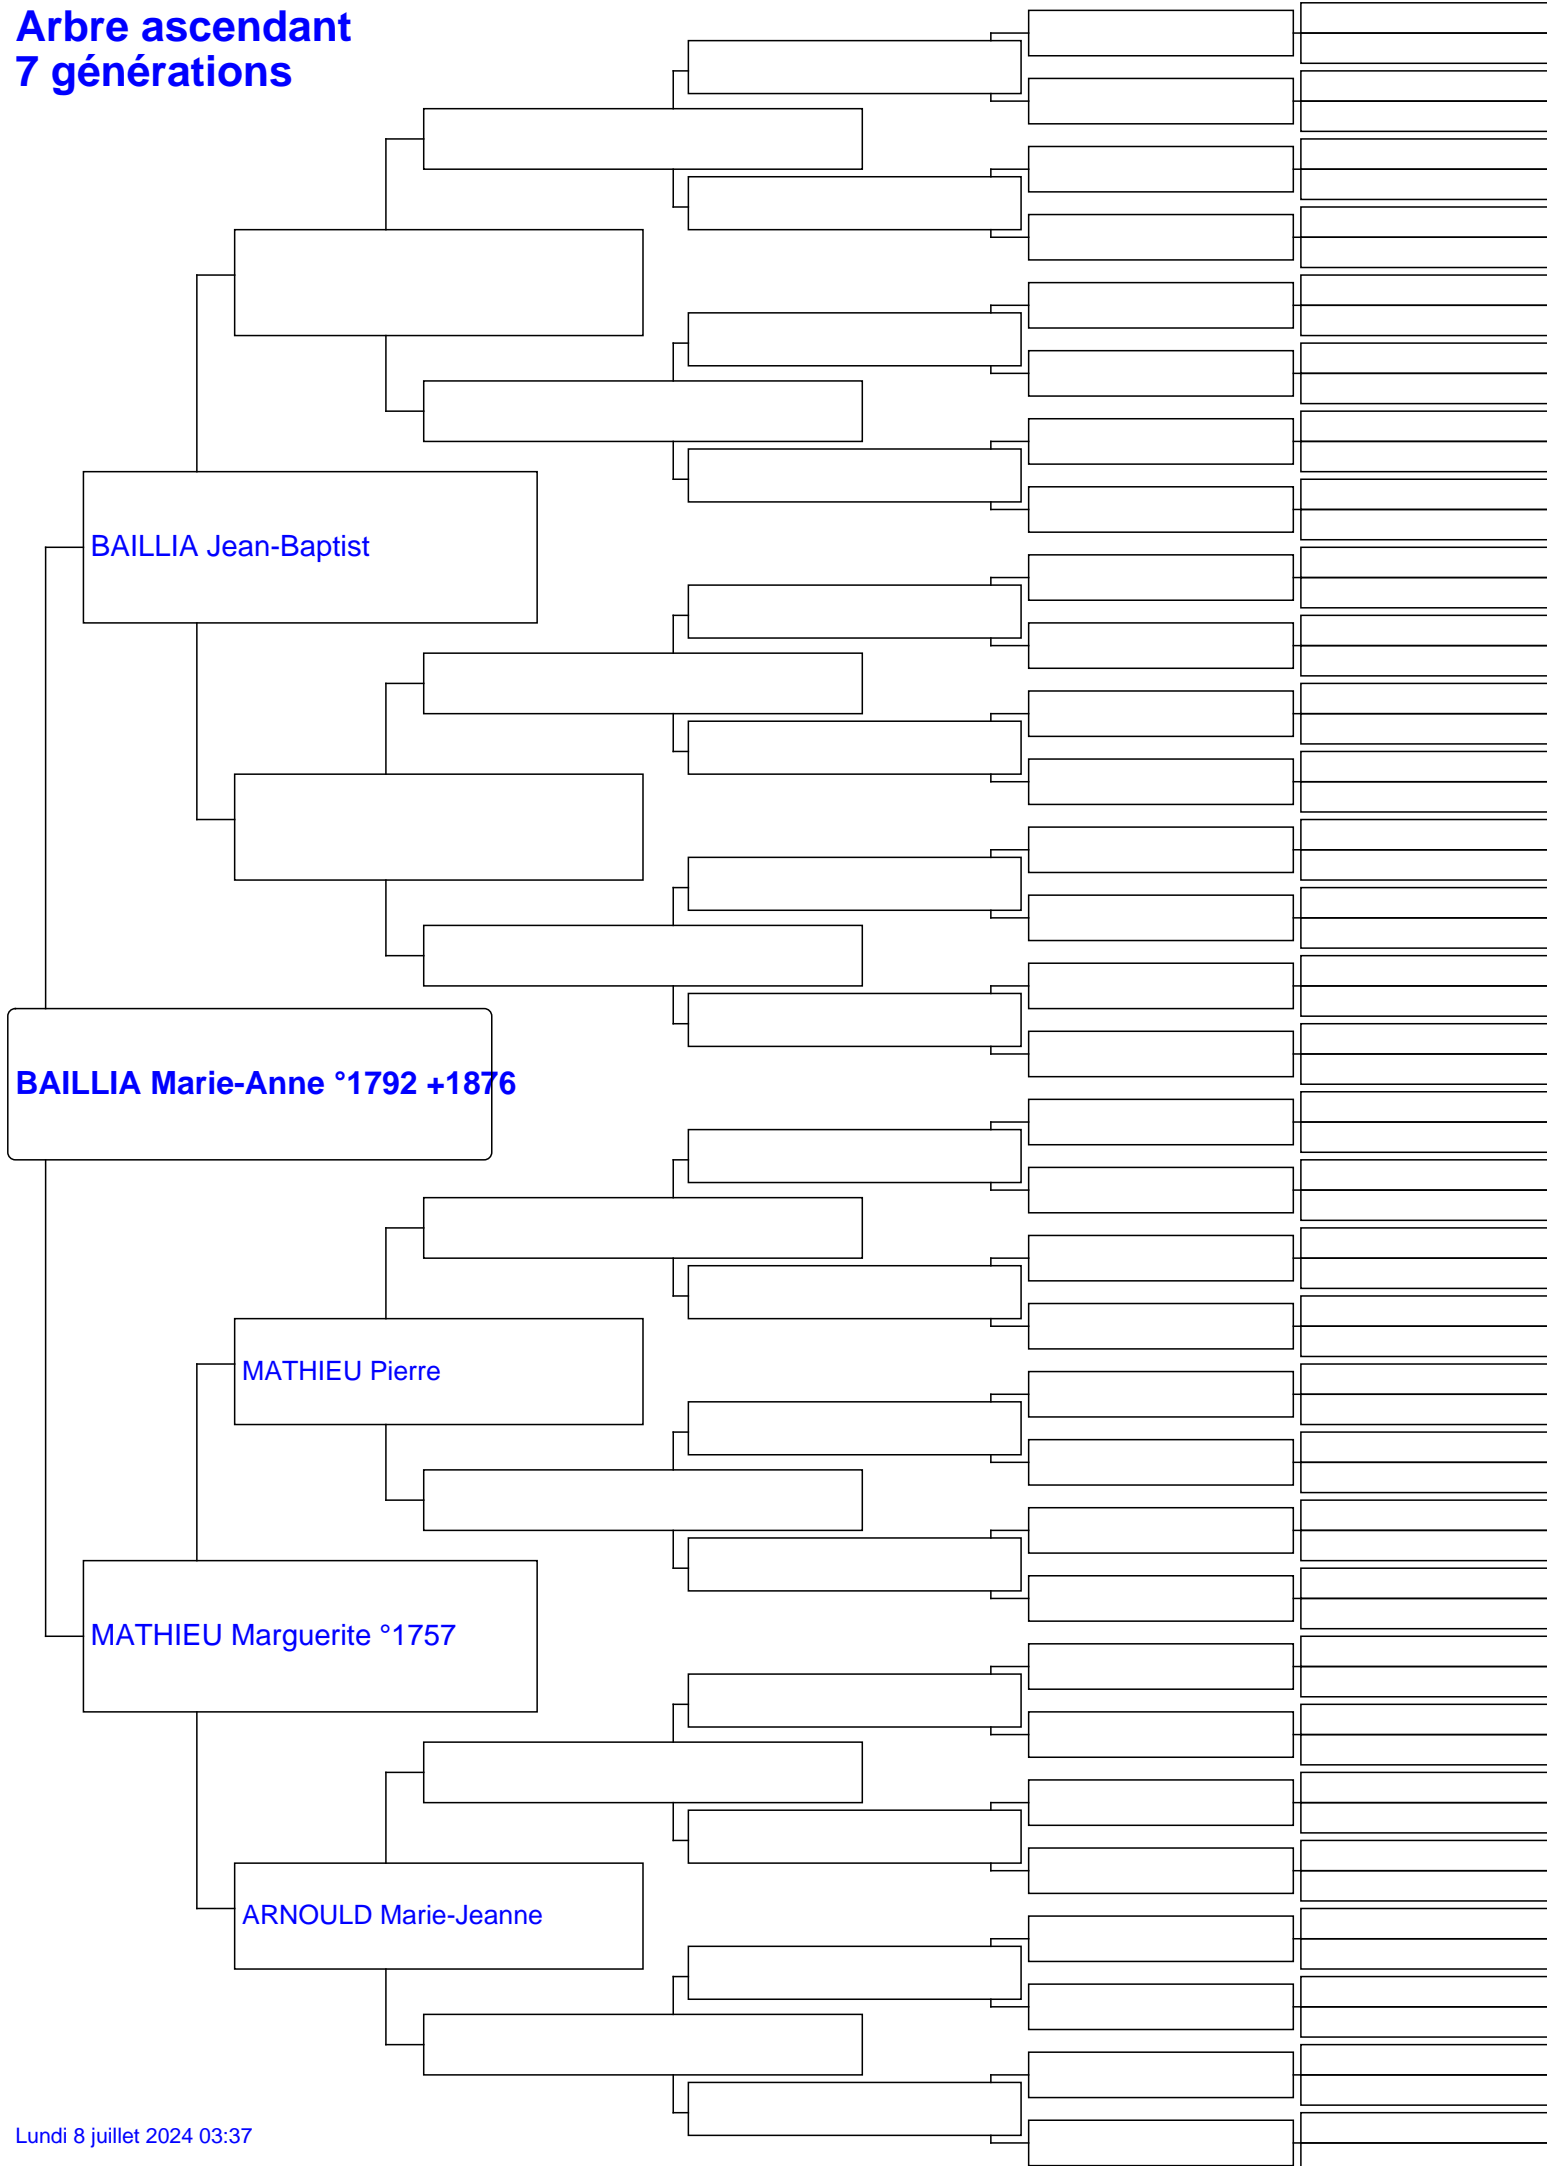 Arbre ascendant
7 générations
BAILLIA Jean-Baptist
BAILLIA Marie-Anne °1792 +1876
MATHIEU Pierre
MATHIEU Marguerite °1757
ARNOULD Marie-Jeanne
Lundi 8 juillet 2024 03:37